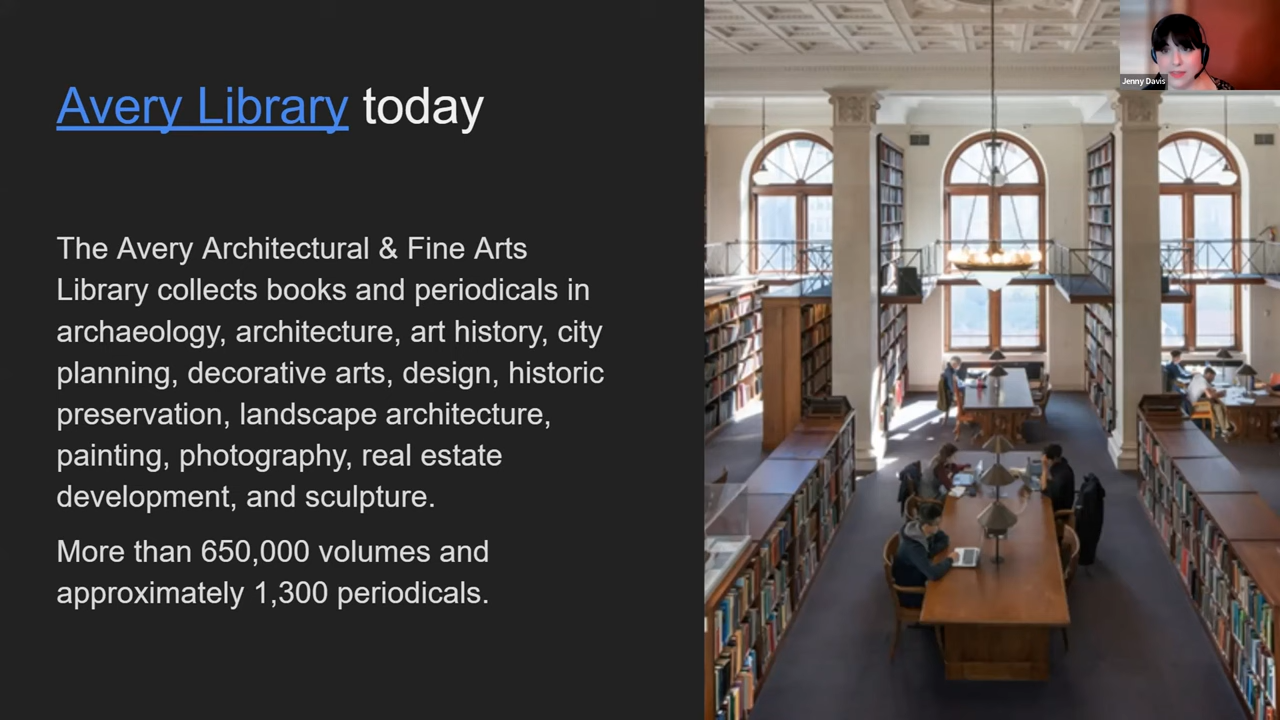 Avery Library today
The Avery Architectural & Fine Arts
Library collects books and periodicals in
archaeology, architecture, art history, city
planning, decorative arts, design, historic
preservation, landscape architecture,
painting, photography, real estate
development, and sculpture.
More than 650,000 volumes and
approximately 1,300 periodicals.
Jenny Davis